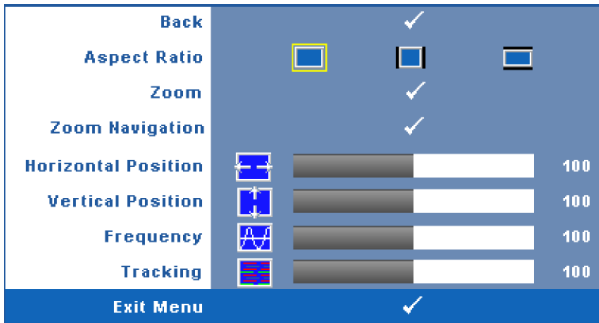 Back
Aspect Ratio
Zoom
Zoom Navigation
Horizontal Position 100
Vertical Position 100
Frequency 100
Tracking 100
Exit Menu